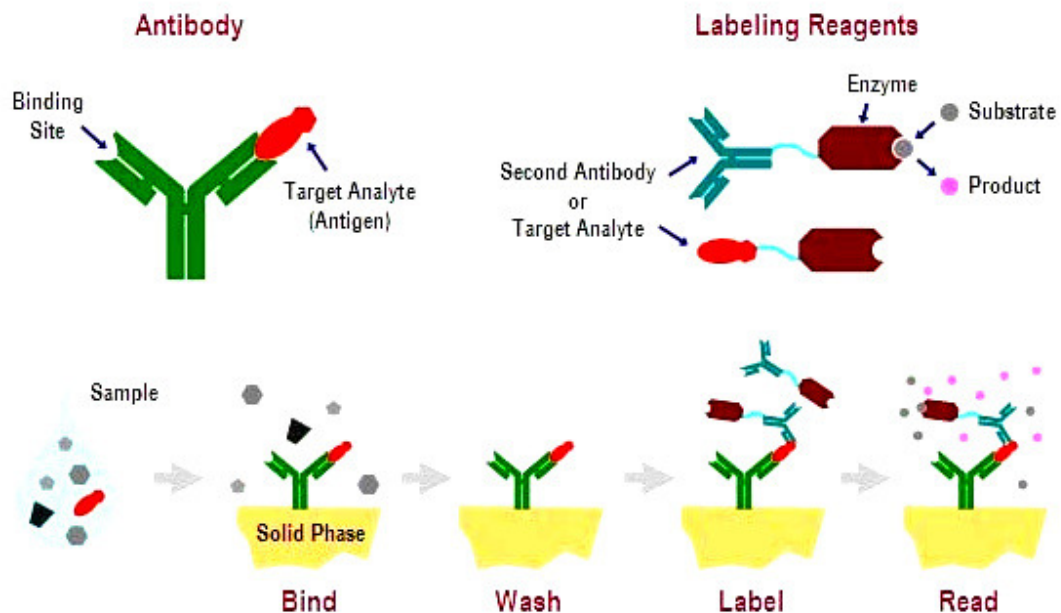 Antibody
Labeling Reagents
Binding
Site
Target Analyte
(Antigen)
Enzyme
Substrate
Product
Second Antibody
or
Target Analyte
Sample
Solid Phase
Bind
Wash
Label
Read